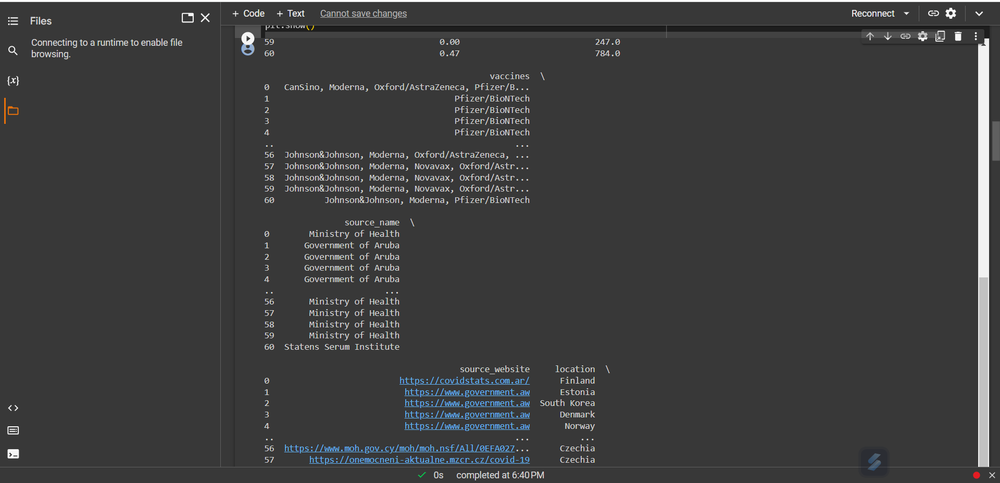 Files
Connecting to a runtime to enable file
browsing.
{x}
+ Code + Text Cannot save changes
Reconnect
plt.show()
59 0.00 247.0
60 0.47 784.0
vaccines \
0 CanSino, Moderna, Oxford/AstraZeneca, Pfizer/B...
1 Pfizer/BioNTech
2 Pfizer/BioNTech
3 Pfizer/BioNTech
4 Pfizer/BioNTech
.. ...
56 Johnson&Johnson, Moderna, Oxford/AstraZeneca, ...
57 Johnson&Johnson, Moderna, Novavax, Oxford/Astr...
58 Johnson&Johnson, Moderna, Novavax, Oxford/Astr...
59 Johnson&Johnson, Moderna, Novavax, Oxford/Astr...
60 Johnson&Johnson, Moderna, Pfizer/BioNTech
source_name \
0 Ministry of Health
1 Government of Aruba
2 Government of Aruba
3 Government of Aruba
4 Government of Aruba
.. ...
56 Ministry of Health
57 Ministry of Health
58 Ministry of Health
59 Ministry of Health
60 Statens Serum Institute
source_website location \
0 https://covidstats.com.ar/ Finland
1 https://www.government.aw Estonia
2 https://www.government.aw South Korea
3 https://www.government.aw Denmark
4 https://www.government.aw Norway
.. ... ...
56 https://www.moh.gov.cy/moh/moh.nsf/All/0EFA027... Czechia
57 https://onemocneni-aktualne.mzcr.cz/covid-19 Czechia
0s completed at 6:40 PM